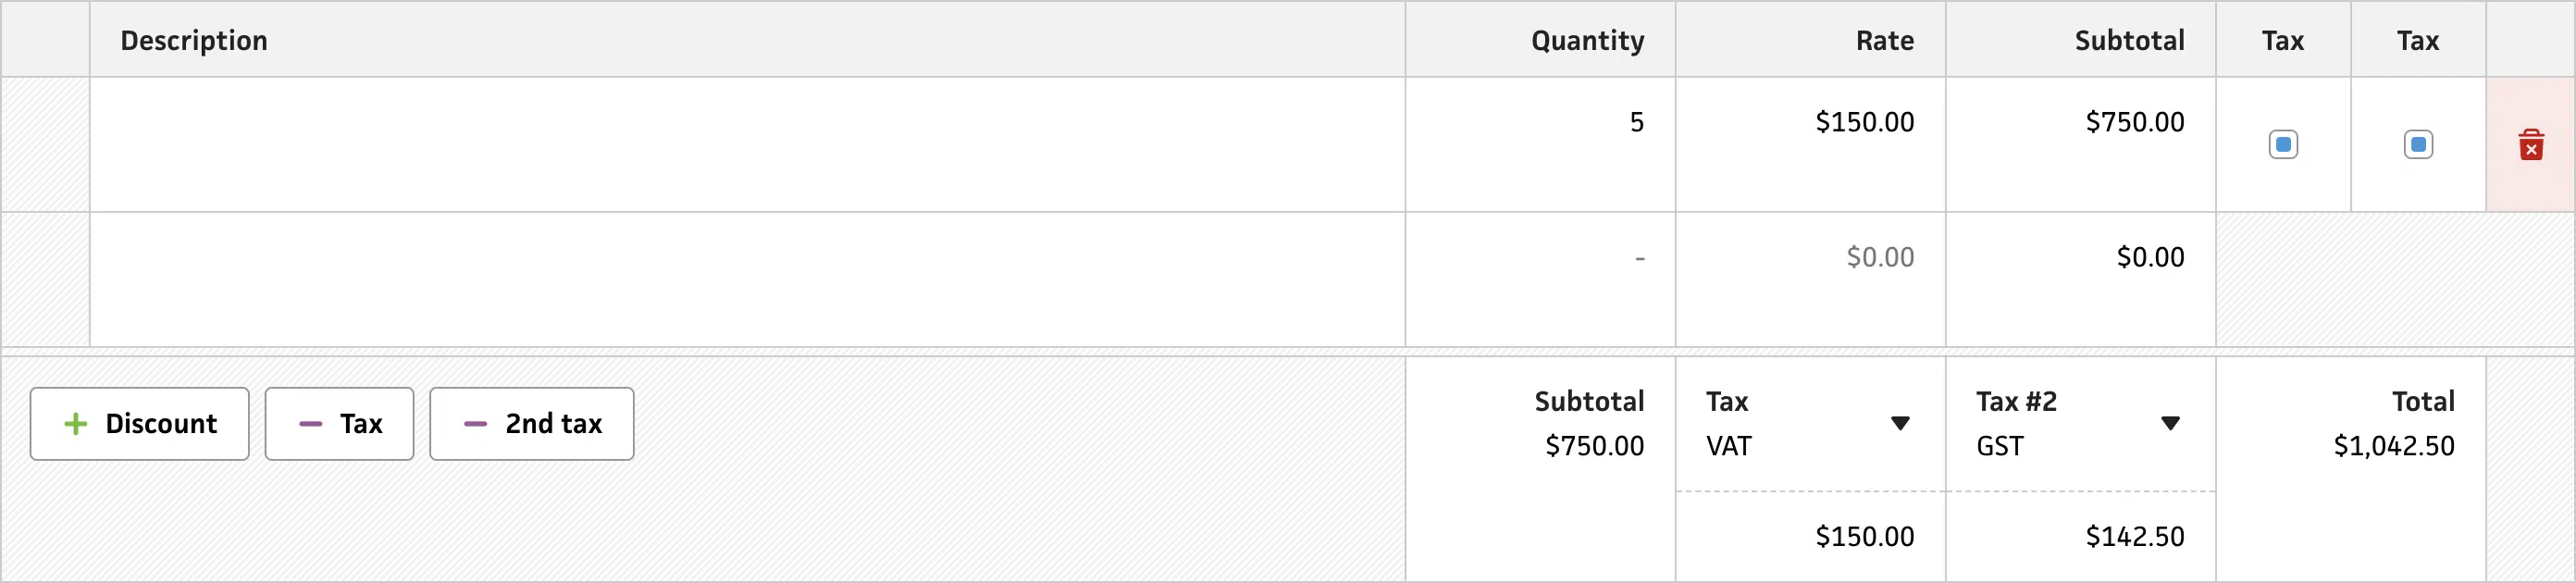 Description Quantity Rate Subtotal Tax Tax
5 $150.00 $750.00
- $0.00 $0.00
Discount Tax 2nd tax
Subtotal
$750.00
Tax
VAT
$150.00
Tax #2
GST
$142.50
Total
$1,042.50